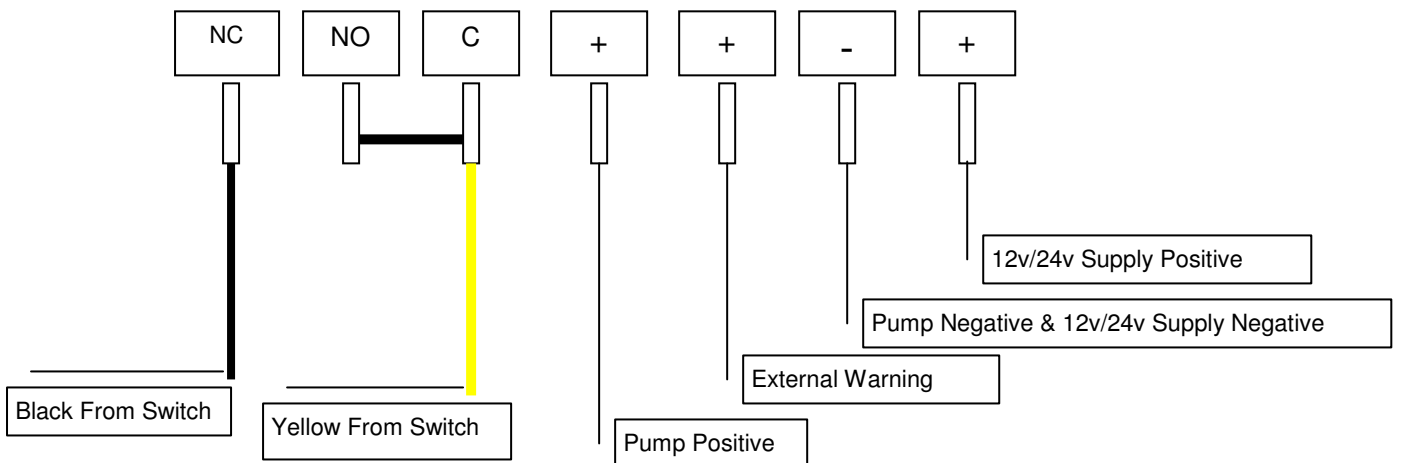 NC NO C + + - +
12v/24v Supply Positive
Pump Negative & 12v/24v Supply Negative
External Warning
Black From Switch
Yellow From Switch
Pump Positive